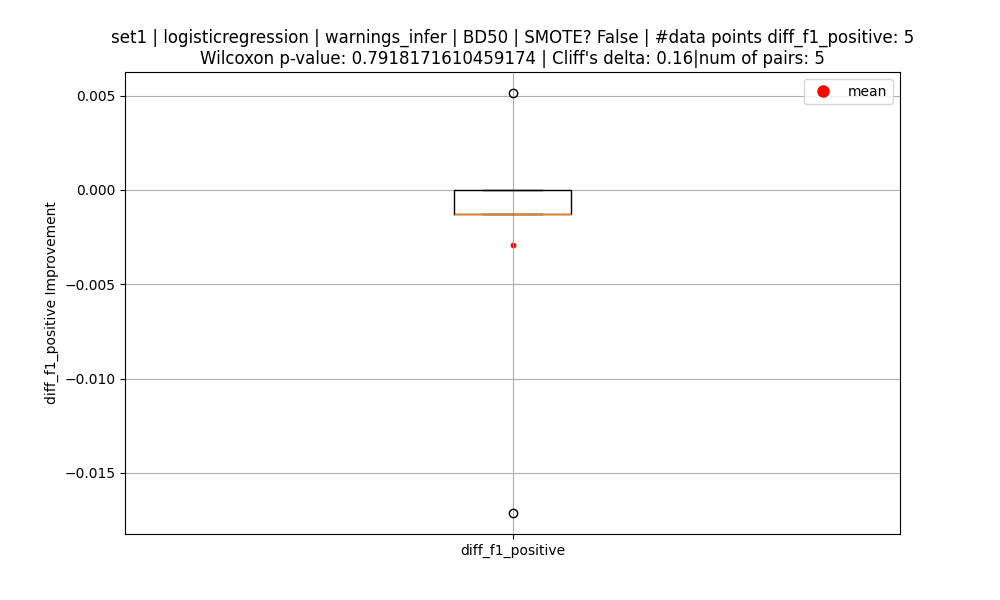 set1 | logisticregression | warnings_infer | BD50 | SMOTE? False | #data points diff_f1_positive: 5
Wilcoxon p-value: 0.7918171610459174 | Cliff's delta: 0.16|num of pairs: 5
mean
0.005
0.000
−0.005
−0.010
−0.015
diff_f1_positive Improvement
diff_f1_positive